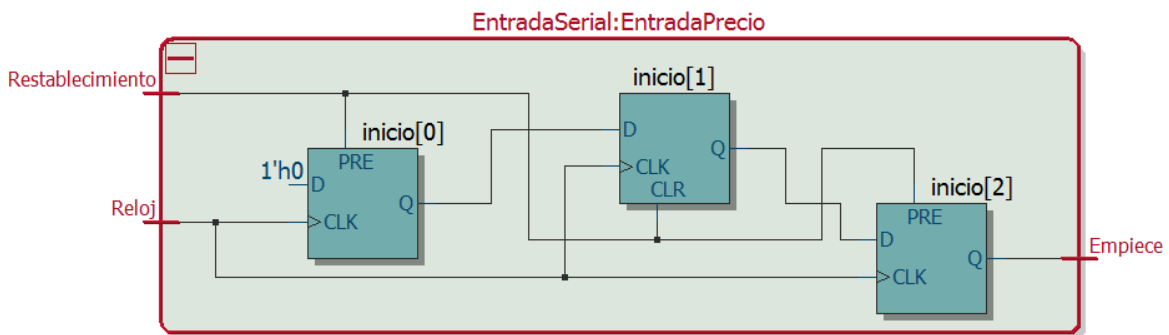 EntradaSerial:EntradaPrecio
Restablecimiento
inicio[0]
1'h0
PRE
D
Q
CLK
Reloj
inicio[1]
D
Q
CLK
CLR
inicio[2]
PRE
D
Q
CLK
Empiece